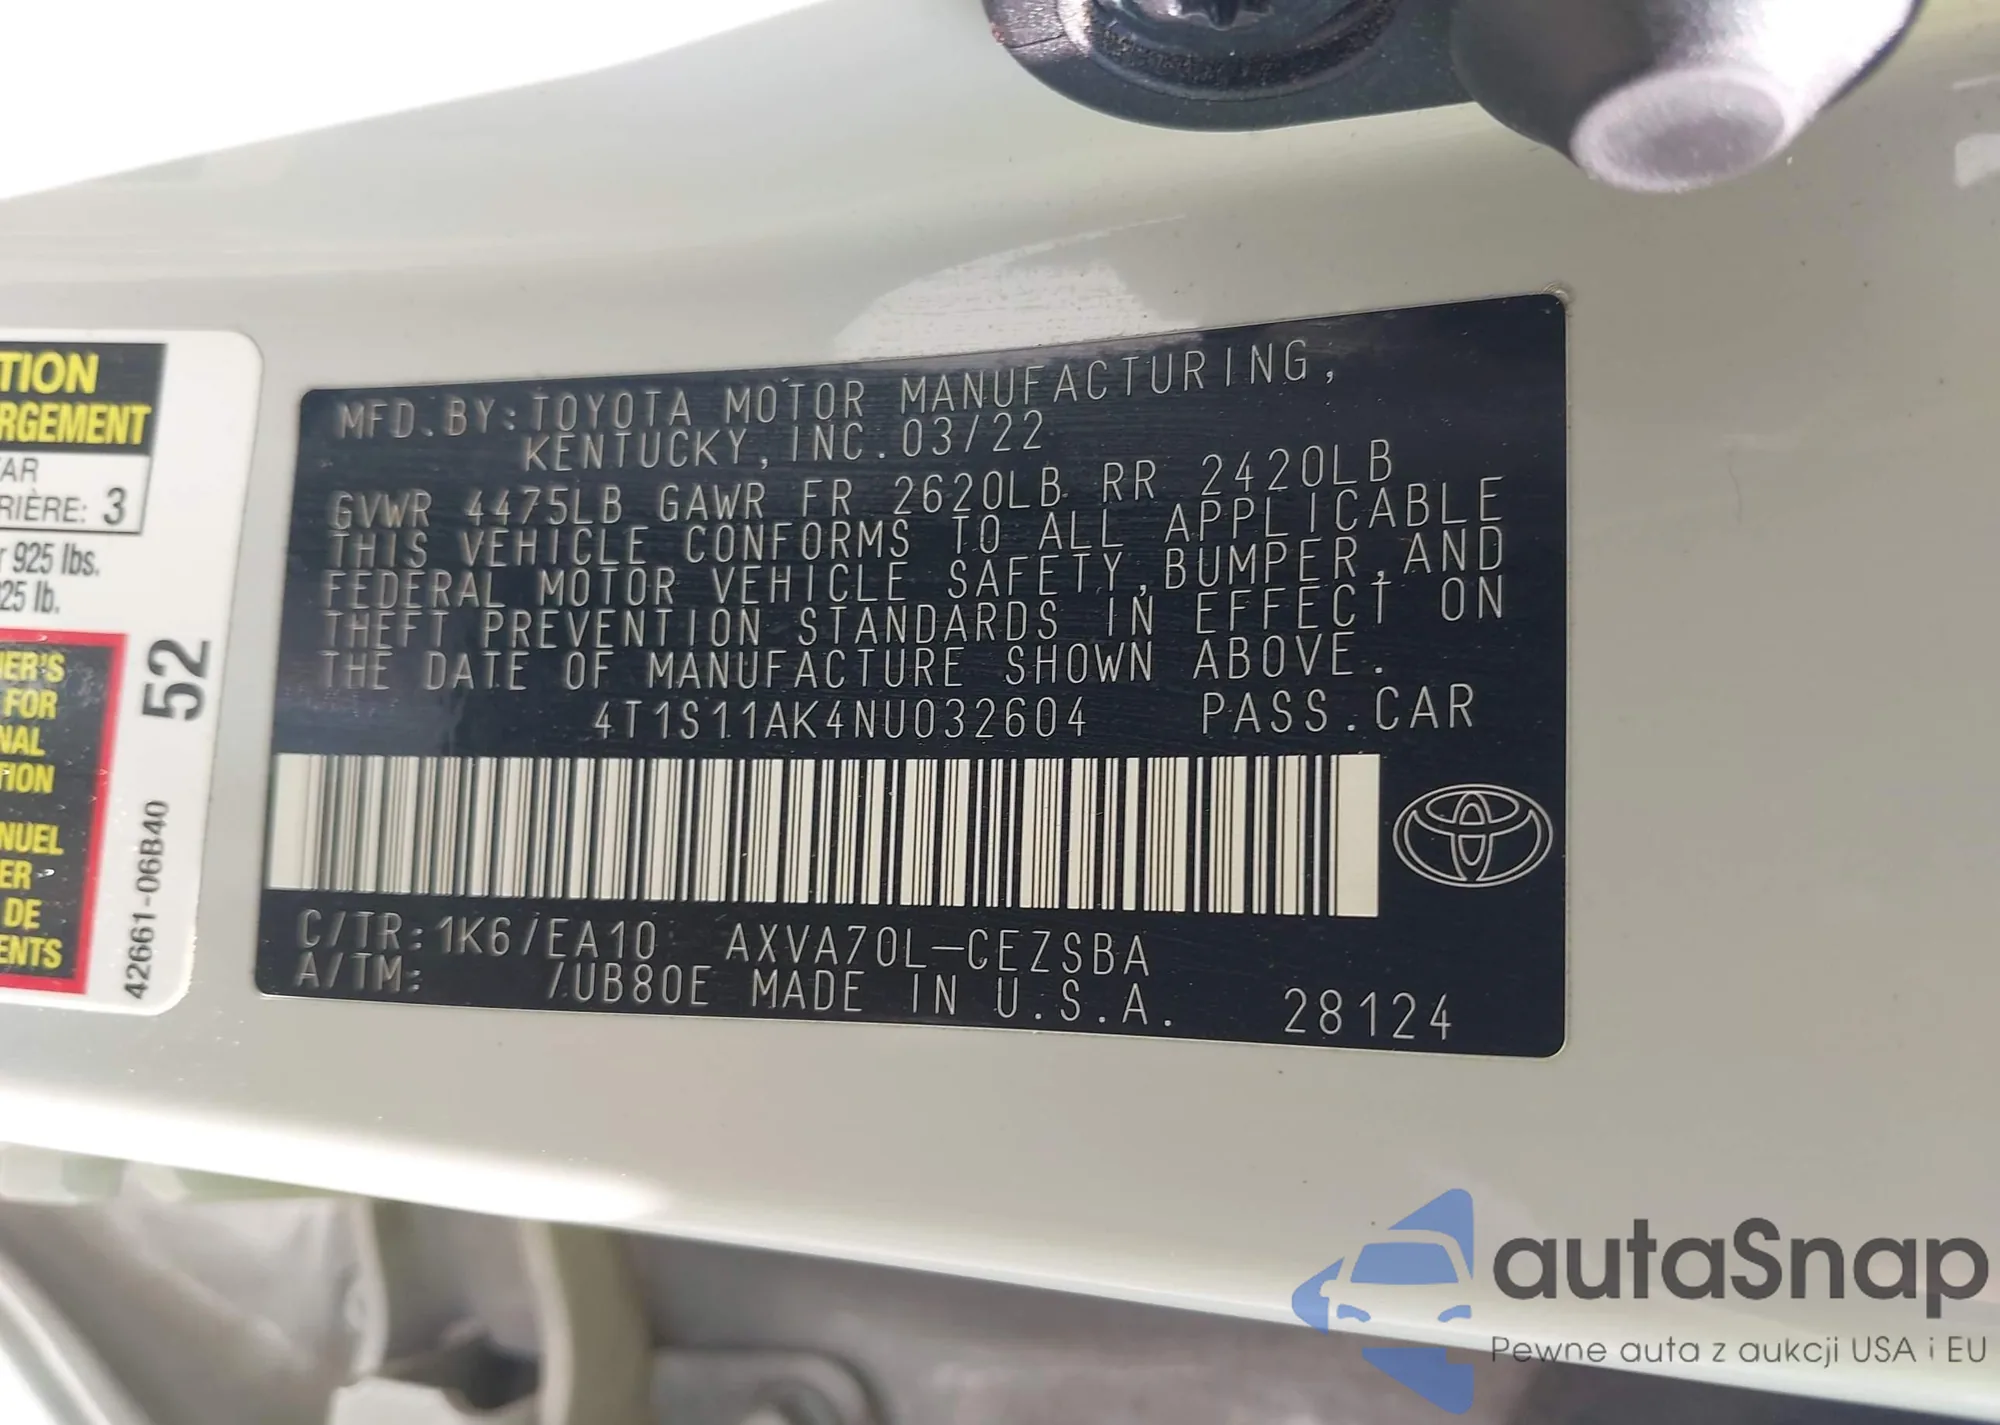 TION
RGEMENT
AR
RIÈRE: 3
925 lbs.
25 lb.
NER'S
FOR
NAL
TION
NUEL
ER
DE
ENTS
52
42661-06B40
MFD.BY:TOYOTA MOTOR MANUFACTURING,
KENTUCKY,INC.03/22
GVWR 4475LB GAWR FR 2620LB RR 2420LB
THIS VEHICLE CONFORMS TO ALL APPLICABLE
FEDERAL MOTOR VEHICLE SAFETY,BUMPER,AND
THEFT PREVENTION STANDARDS IN EFFECT ON
THE DATE OF MANUFACTURE SHOWN ABOVE.
4T1S11AK4NU032604 PASS.CAR
C/TR:1K6/EA10 AXVA70L-CEZSBA
A/TM: /UB80E MADE IN U.S.A. 28124
autaSnap
Pewne auta z aukcji USA i EU